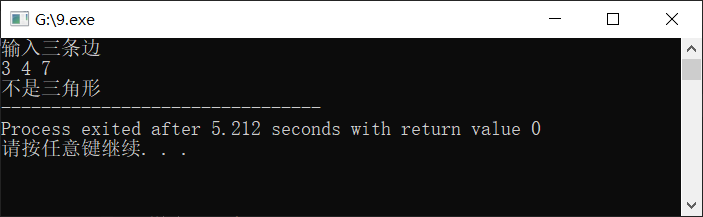 G:\9.exe
输入三条边
3 4 7
不是三角形
--------------------------------
Process exited after 5.212 seconds with return value 0
请按任意键继续. . .